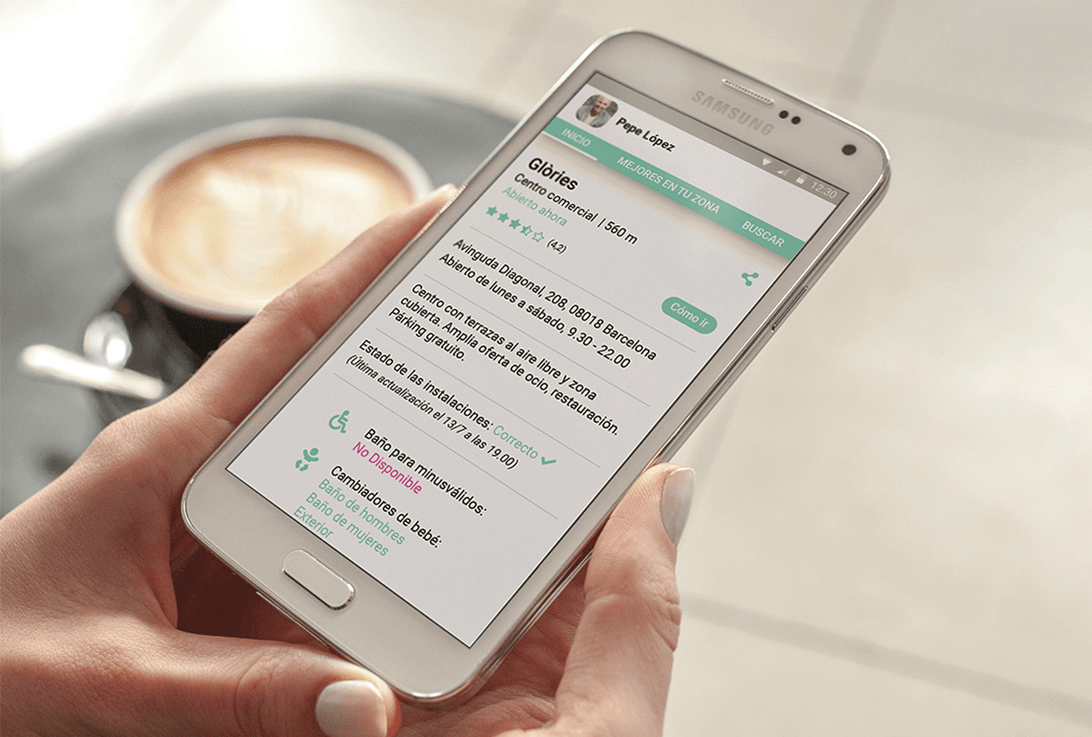 SAMSUNG
12:30
Pepe López
INICIO
MEJORES EN TU ZONA
BUSCAR
Glòries
Centro comercial | 560 m
Abierto ahora
(4,2)
Avinguda Diagonal, 208, 08018 Barcelona
Abierto de lunes a sábado, 9.30 - 22.00
Cómo ir
Centro con terrazas al aire libre y zona
cubierta. Amplia oferta de ocio, restauración.
Párking gratuito.
Estado de las instalaciones: Correcto
(Última actualización el 13/7 a las 19.00)
Baño para minusválidos:
No Disponible
Cambiadores de bebé:
Baño de hombres
Baño de mujeres
Exterior